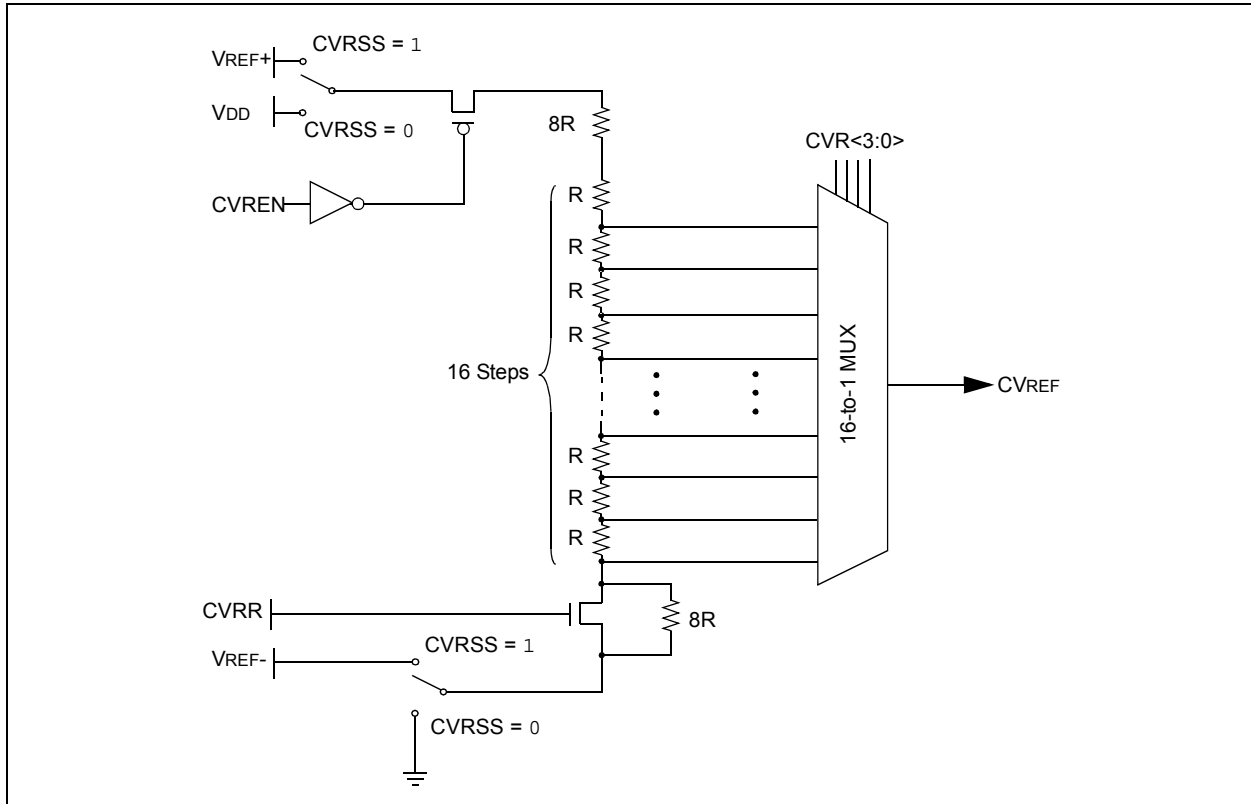 CVRSS = 1
VREF+
VDD
CVRSS = 0
8R
CVR<3:0>
CVREN
R
R
R
R
16 Steps
16-to-1 MUX
CVREF
R
R
R
CVRR
8R
CVRSS = 1
VREF-
CVRSS = 0